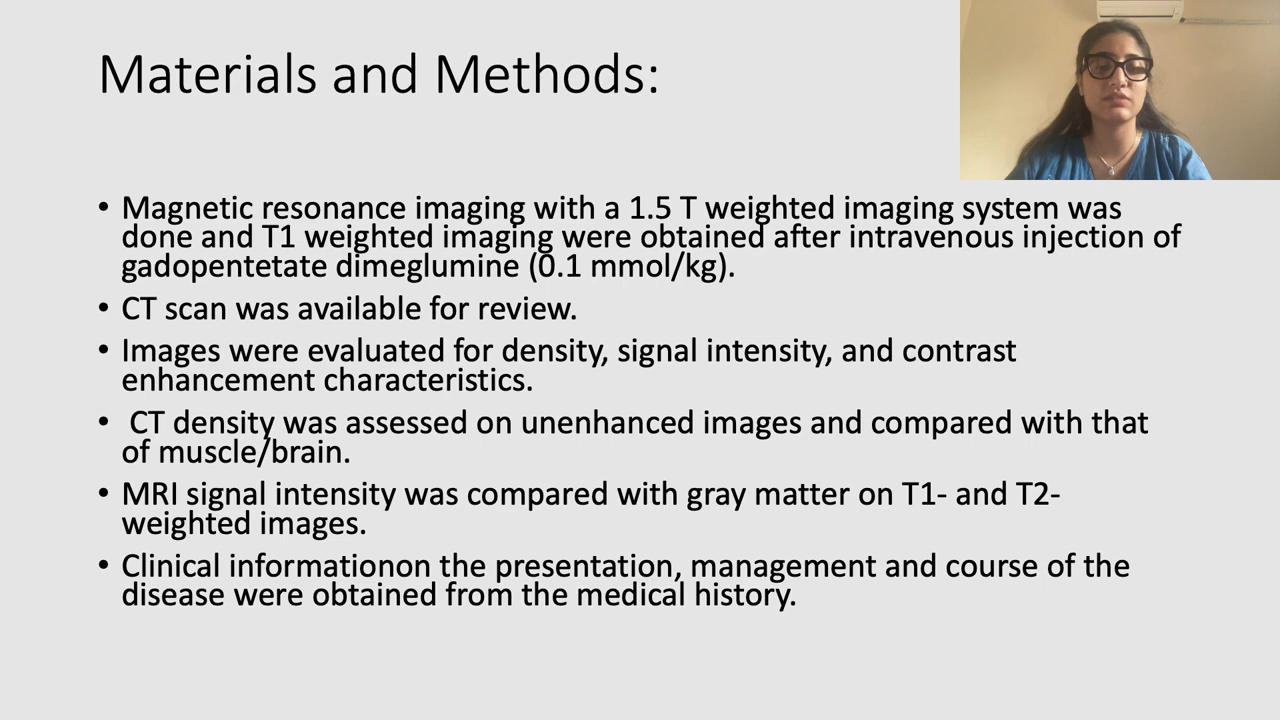 Materials and Methods:
• Magnetic resonance imaging with a 1.5 T weighted imaging system was
done and T1 weighted imaging were obtained after intravenous injection of
gadopentetate dimeglumine (0.1 mmol/kg).
• CT scan was available for review.
• Images were evaluated for density, signal intensity, and contrast
enhancement characteristics.
• CT density was assessed on unenhanced images and compared with that
of muscle/brain.
• MRI signal intensity was compared with gray matter on T1- and T2-
weighted images.
• Clinical informationon the presentation, management and course of the
disease were obtained from the medical history.